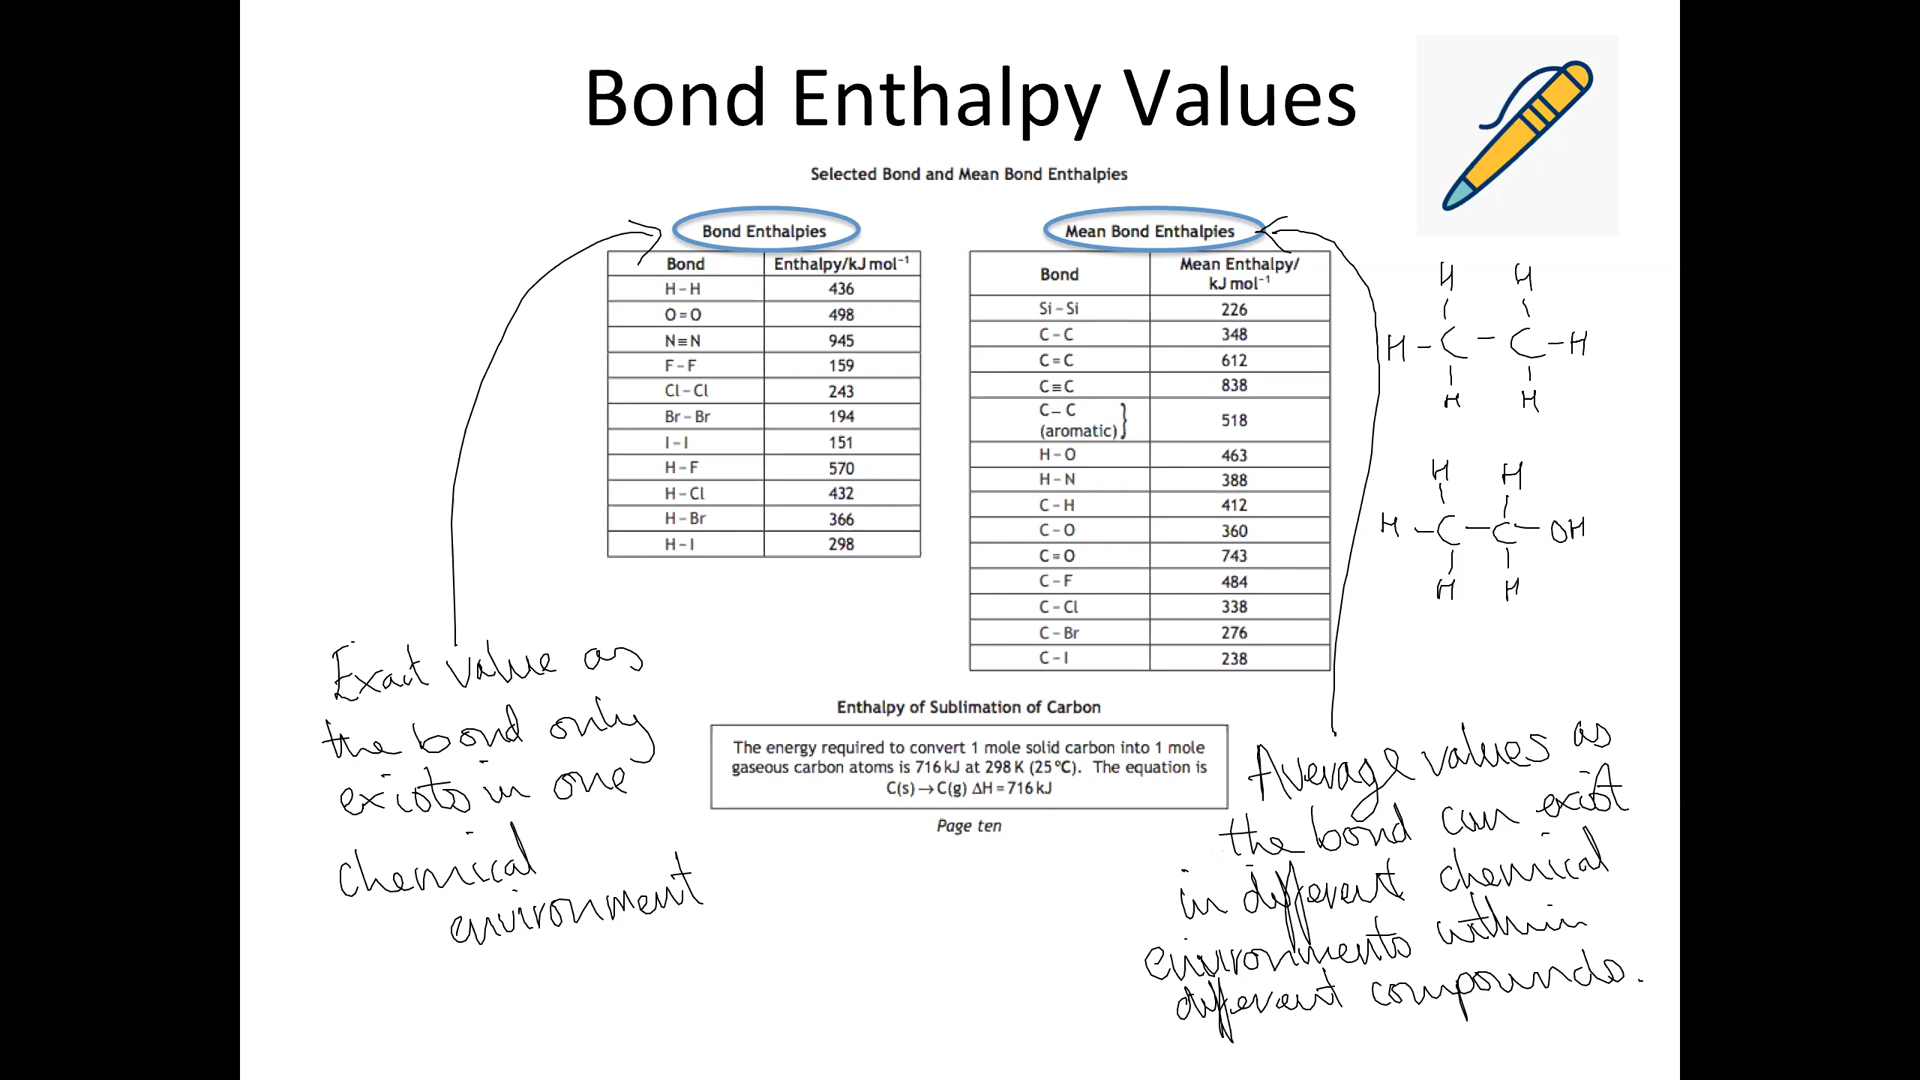 Bond Enthalpy Values
Selected Bond and Mean Bond Enthalpies
Bond Enthalpies
Bond Enthalpy/kJ mol⁻¹
H – H 436
O = O 498
N ≡ N 945
F – F 159
Cl – Cl 243
Br – Br 194
I – I 151
H – F 570
H – Cl 432
H – Br 366
H – I 298
Mean Bond Enthalpies
Bond Mean Enthalpy/
kJ mol⁻¹
Si – Si 226
C – C 348
C = C 612
C ≡ C 838
C – C
(aromatic) 518
H – O 463
H – N 388
C – H 412
C – O 360
C = O 743
C – F 484
C – Cl 338
C – Br 276
C – I 238
H H
H – C – C – H
H H
H H
H – C – C – OH
H H
Exact value as
the bond only
exists in one
chemical
environment
Enthalpy of Sublimation of Carbon
The energy required to convert 1 mole solid carbon into 1 mole
gaseous carbon atoms is 716 kJ at 298 K (25 °C). The equation is
C(s) → C(g) ΔH = 716 kJ
Page ten
Average values as
the bond can exist
in different chemical
environments within
different compounds.